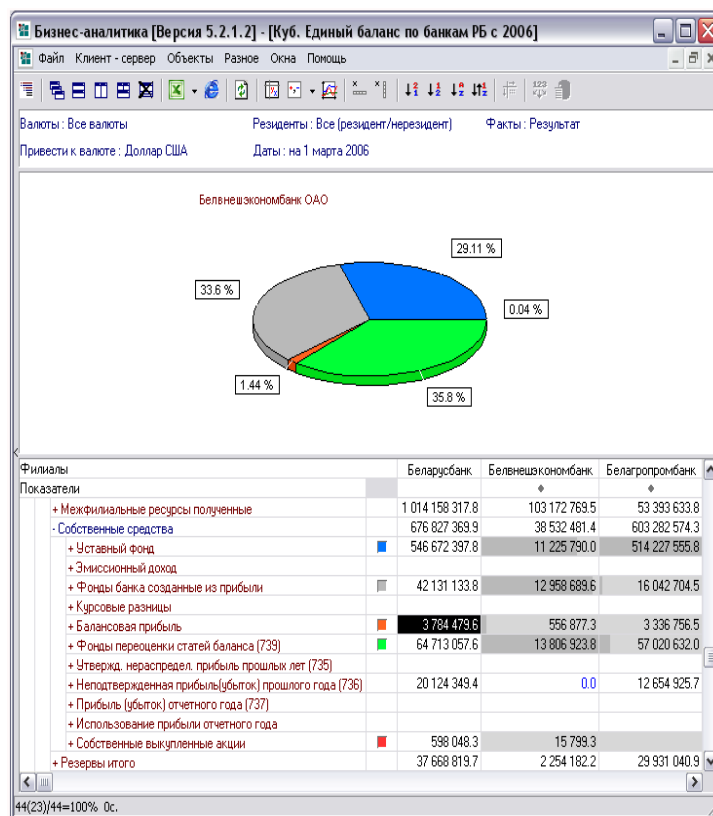 Бизнес-аналитика [Версия 5.2.1.2] - [Куб. Единый баланс по банкам РБ с 2006]
Файл Клиент - сервер Объекты Разное Окна Помощь
Валюты : Все валюты Резиденты : Все (резидент/нерезидент) Факты : Результат
Привести к валюте : Доллар США Даты : на 1 марта 2006
Белвнешэкономбанк ОАО
29.11 %
33.6 %
0.04 %
1.44 %
35.8 %
Филиалы Беларусбанк Белвнешэкономбанк Белагропромбанк
Показатели
+ Межфилиальные ресурсы полученные 1 014 158 317.8 103 172 769.5 53 393 633.8
- Собственные средства 676 827 369.9 38 532 481.4 603 282 574.3
+ Уставный фонд 546 672 397.8 11 225 790.0 514 227 555.8
+ Эмиссионный доход
+ Фонды банка созданные из прибыли 42 131 133.8 12 958 689.6 16 042 704.5
+ Курсовые разницы
+ Балансовая прибыль 3 784 479.6 556 877.3 3 336 756.5
+ Фонды переоценки статей баланса (739) 64 713 057.6 13 806 923.8 57 020 632.0
+ Утвержд. нераспредел. прибыль прошлых лет (735)
+ Неподтвержденная прибыль(убыток) прошлого года (736) 20 124 349.4 0.0 12 654 925.7
+ Прибыль (убыток) отчетного года (737)
+ Использование прибыли отчетного года
+ Собственные выкупленные акции 598 048.3 15 799.3
+ Резервы итого 37 668 819.7 2 254 182.2 29 931 040.9
44(23)/44=100% 0с.